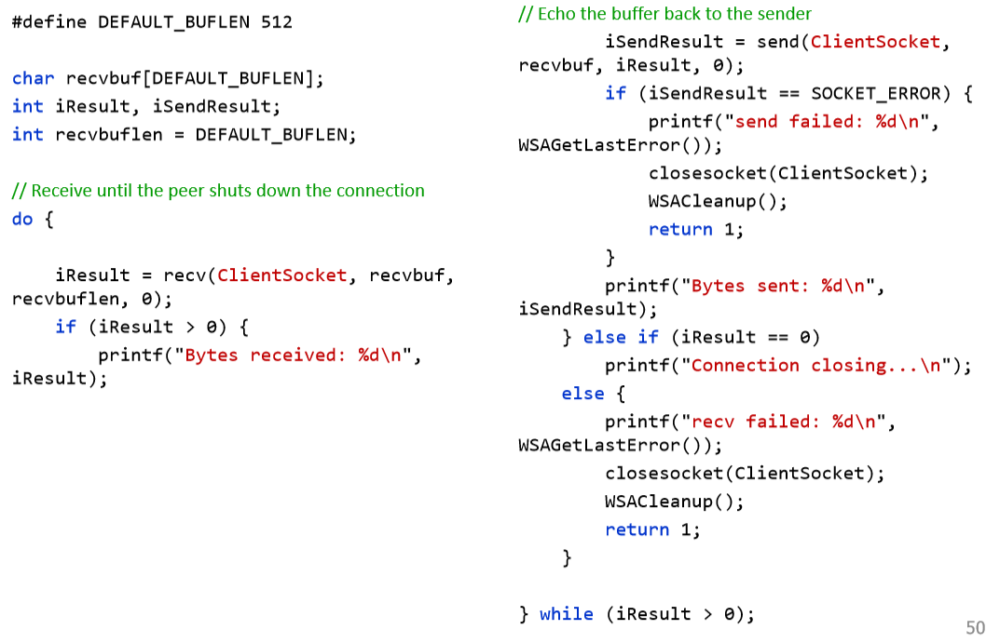 #define DEFAULT_BUFLEN 512
char recvbuf[DEFAULT_BUFLEN];
int iResult, iSendResult;
int recvbuflen = DEFAULT_BUFLEN;
// Receive until the peer shuts down the connection
do {
iResult = recv(ClientSocket, recvbuf,
recvbuflen, 0);
if (iResult > 0) {
printf("Bytes received: %d\n",
iResult);
// Echo the buffer back to the sender
iSendResult = send(ClientSocket,
recvbuf, iResult, 0);
if (iSendResult == SOCKET_ERROR) {
printf("send failed: %d\n",
WSAGetLastError());
closesocket(ClientSocket);
WSACleanup();
return 1;
}
printf("Bytes sent: %d\n",
iSendResult);
} else if (iResult == 0)
printf("Connection closing...\n");
else {
printf("recv failed: %d\n",
WSAGetLastError());
closesocket(ClientSocket);
WSACleanup();
return 1;
}
} while (iResult > 0);
50